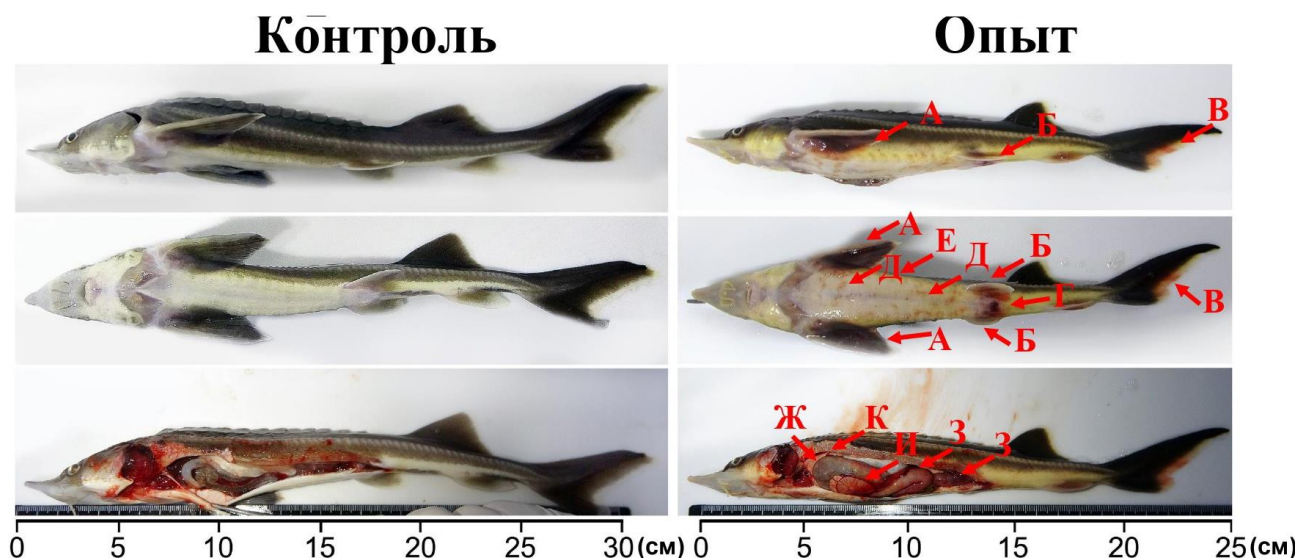 Контроль
Опыт
А
Б
В
А
Д
Е
Д
Б
Г
В
А
Б
Ж
К
И
З
З
0 5 10 15 20 25 30 (см)
0 5 10 15 20 25 (см)